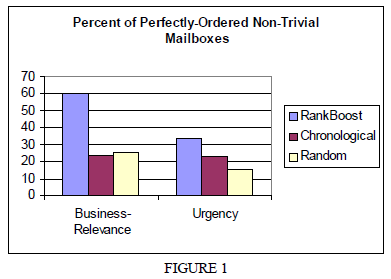 Percent of Perfectly-Ordered Non-Trivial
Mailboxes
70
60
50
40
30
20
10
0
Business-
Relevance
Urgency
RankBoost
Chronological
Random
FIGURE 1